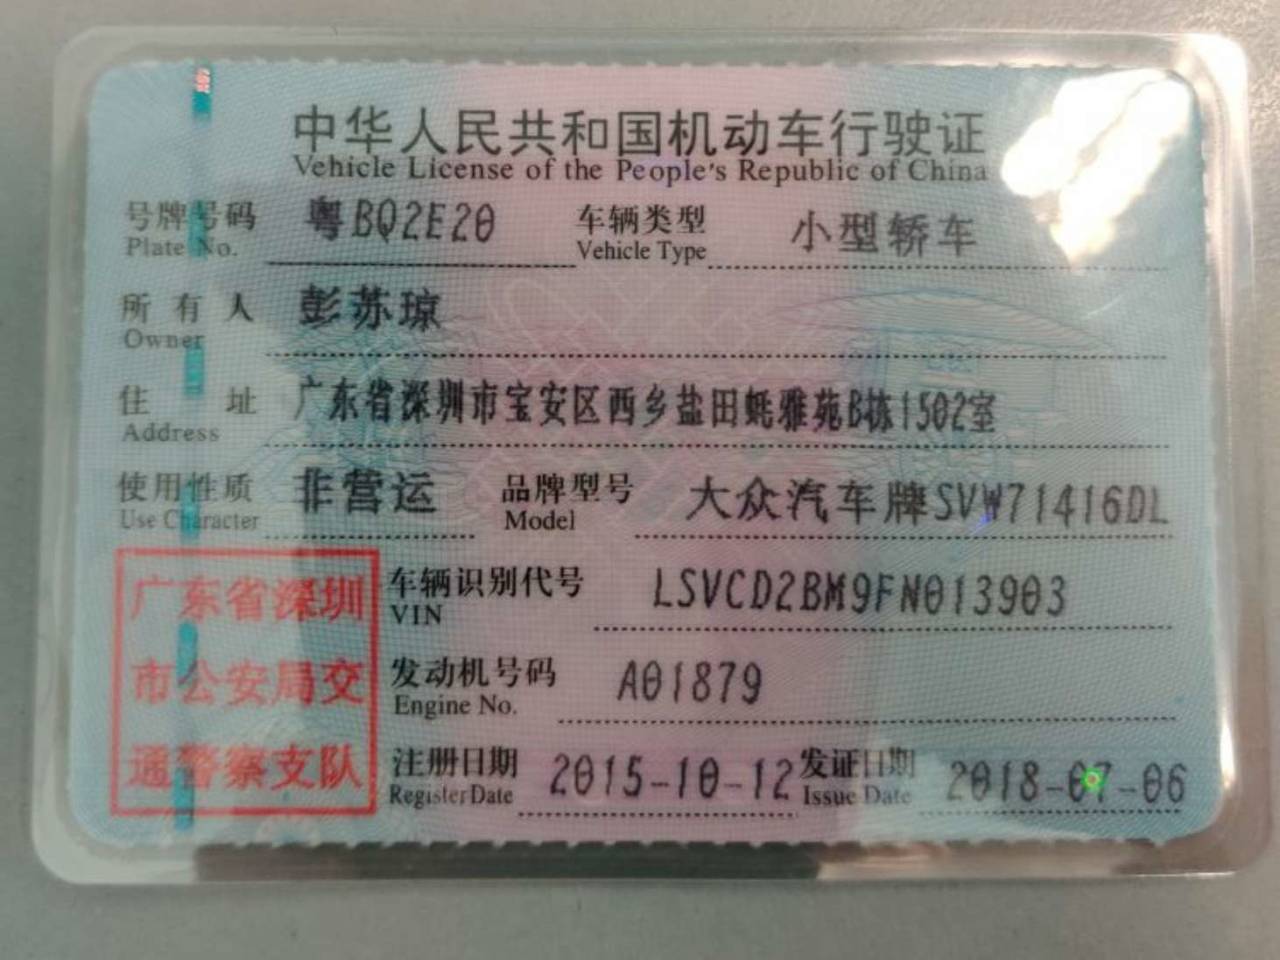 中华人民共和国机动车行驶证
Vehicle License of the People's Republic of China
号牌号码 粤BQ2E20 车辆类型 小型轿车
Plate No. Vehicle Type
所有人 彭苏琼
Owner
住址 广东省深圳市宝安区西乡盐田蚝雅苑B栋1502室
Address
使用性质 非营运 品牌型号 大众汽车牌SVW71416DL
Use Character Model
广东省深圳
市公安局交
通警察支队
车辆识别代号 LSVCD2BM9FN013903
VIN
发动机号码 A01879
Engine No.
注册日期 2015-10-12 发证日期 2018-07-06
Register Date Issue Date